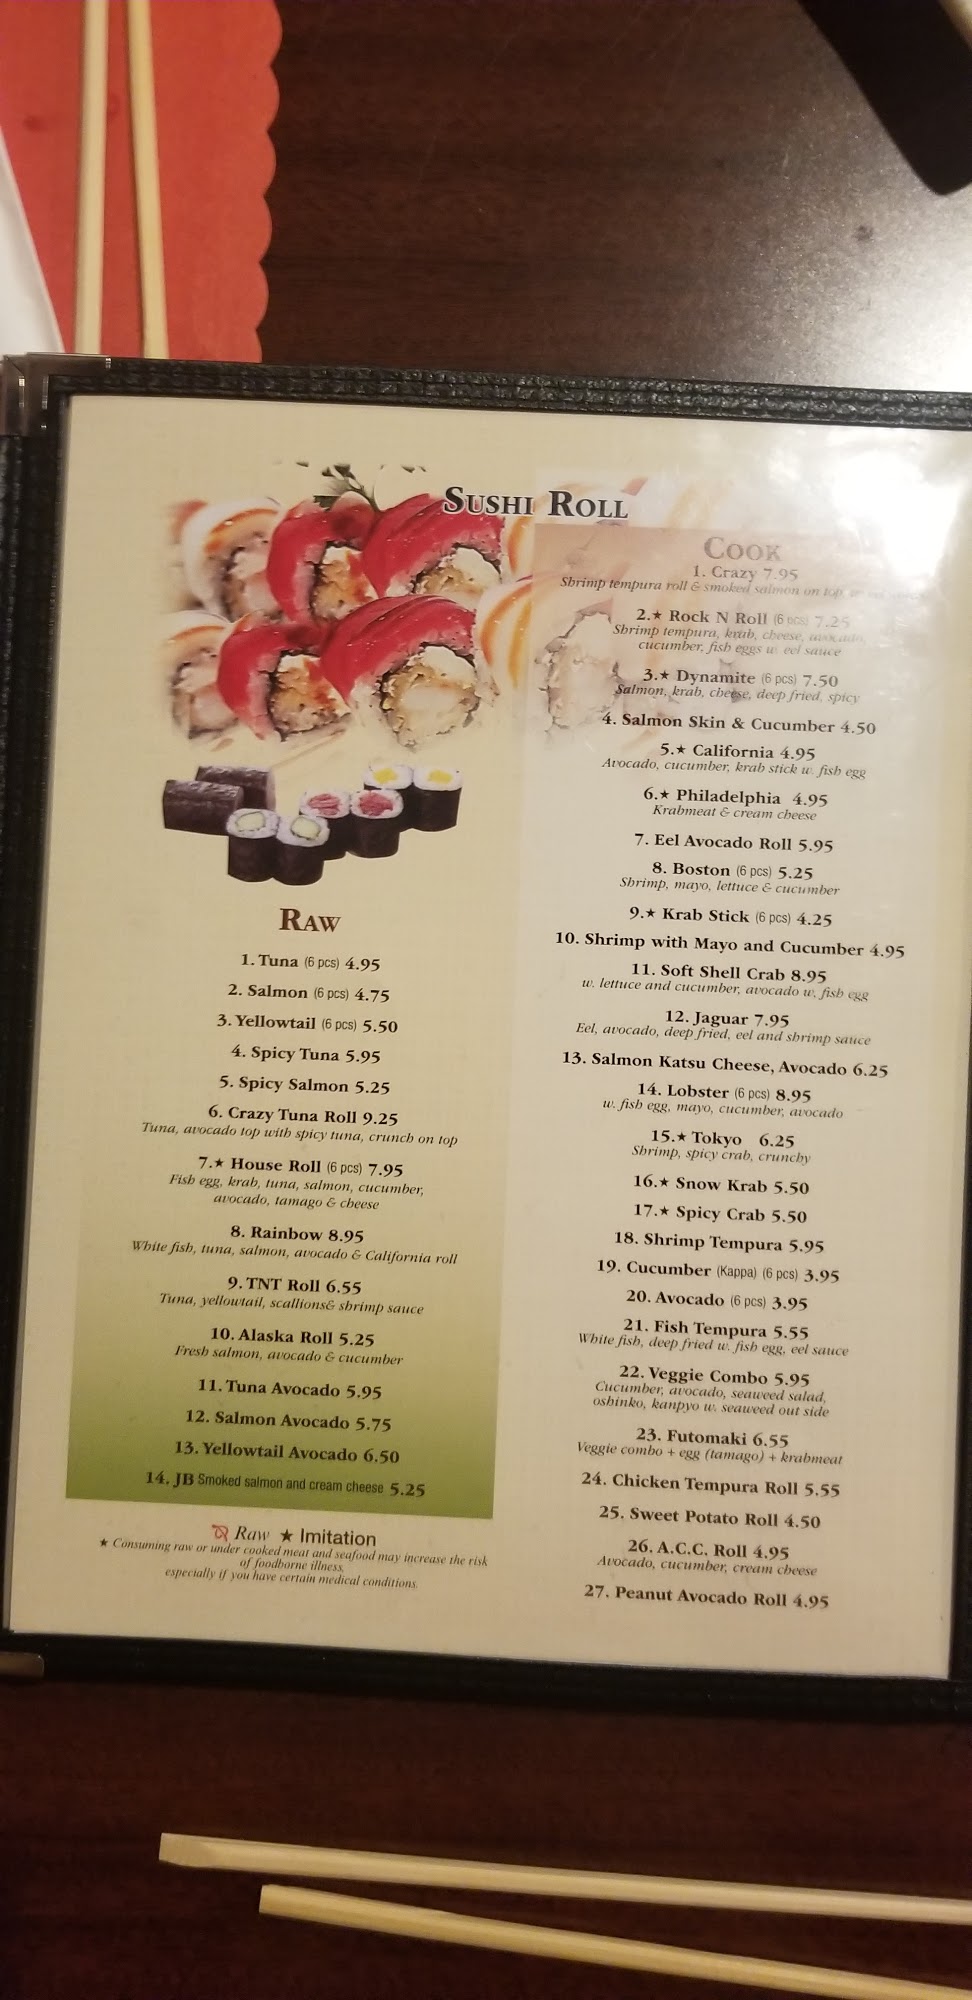 SUSHI ROLL
RAW
1. Tuna (6 pcs) 4.95
2. Salmon (6 pcs) 4.75
3. Yellowtail (6 pcs) 5.50
4. Spicy Tuna 5.95
5. Spicy Salmon 5.25
6. Crazy Tuna Roll 9.25
Tuna, avocado top with spicy tuna, crunch on top
7.★ House Roll (6 pcs) 7.95
Fish egg, krab, tuna, salmon, cucumber,
avocado, tamago & cheese
8. Rainbow 8.95
White fish, tuna, salmon, avocado & California roll
9. TNT Roll 6.55
Tuna, yellowtail, scallions& shrimp sauce
10. Alaska Roll 5.25
Fresh salmon, avocado & cucumber
11. Tuna Avocado 5.95
12. Salmon Avocado 5.75
13. Yellowtail Avocado 6.50
14. JB Smoked salmon and cream cheese 5.25
Raw ★ Imitation
★ Consuming raw or under cooked meat and seafood may increase the risk
of foodborne illness,
especially if you have certain medical conditions.
COOK
1. Crazy 7.95
Shrimp tempura roll & smoked salmon on top,
2.★ Rock N Roll (6 pcs) 7.25
Shrimp tempura, krab, cheese, avocado,
cucumber, fish eggs w. eel sauce
3.★ Dynamite (6 pcs) 7.50
Salmon, krab, cheese, deep fried, spicy
4. Salmon Skin & Cucumber 4.50
5.★ California 4.95
Avocado, cucumber, krab stick w. fish egg
6.★ Philadelphia 4.95
Krabmeat & cream cheese
7. Eel Avocado Roll 5.95
8. Boston (6 pcs) 5.25
Shrimp, mayo, lettuce & cucumber
9.★ Krab Stick (6 pcs) 4.25
10. Shrimp with Mayo and Cucumber 4.95
11. Soft Shell Crab 8.95
w. lettuce and cucumber, avocado w. fish egg
12. Jaguar 7.95
Eel, avocado, deep fried, eel and shrimp sauce
13. Salmon Katsu Cheese, Avocado 6.25
14. Lobster (6 pcs) 8.95
w. fish egg, mayo, cucumber, avocado
15.★ Tokyo 6.25
Shrimp, spicy crab, crunchy
16.★ Snow Krab 5.50
17.★ Spicy Crab 5.50
18. Shrimp Tempura 5.95
19. Cucumber (Kappa) (6 pcs) 3.95
20. Avocado (6 pcs) 3.95
21. Fish Tempura 5.55
White fish, deep fried w. fish egg, eel sauce
22. Veggie Combo 5.95
Cucumber, avocado, seaweed salad,
oshinko, kanpyo w. seaweed out side
23. Futomaki 6.55
Veggie combo + egg (tamago) + krabmeat
24. Chicken Tempura Roll 5.55
25. Sweet Potato Roll 4.50
26. A.C.C. Roll 4.95
Avocado, cucumber, cream cheese
27. Peanut Avocado Roll 4.95